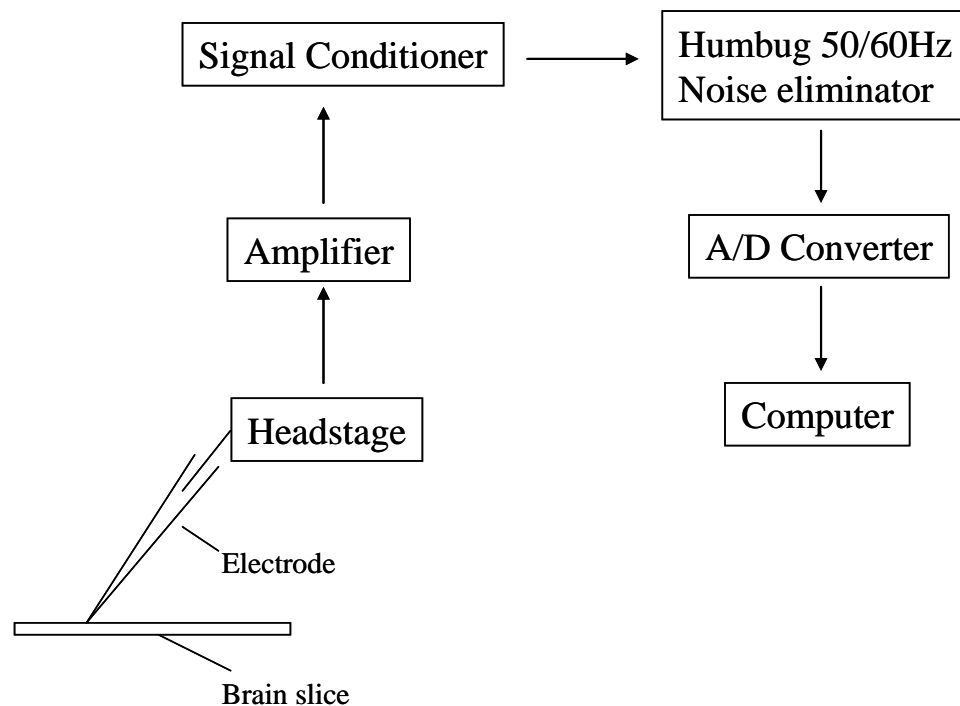 Signal Conditioner
Humbug 50/60Hz
Noise eliminator
Amplifier
A/D Converter
Headstage
Computer
Electrode
Brain slice